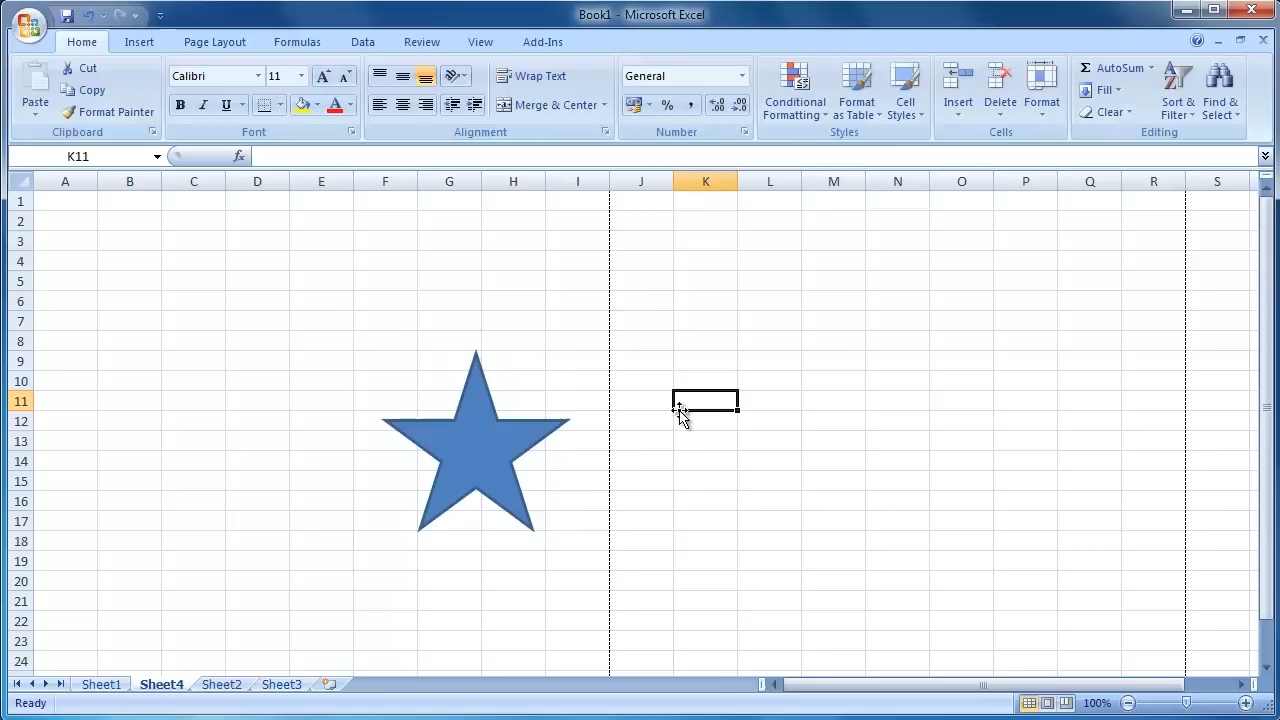 Book1 - Microsoft Excel
Home Insert Page Layout Formulas Data Review View Add-Ins
Paste Cut Copy Format Painter Clipboard
Calibri 11 B I U A Font
Wrap Text Merge & Center Alignment
General % , Number
Conditional Formatting Format as Table Cell Styles Styles
Insert Delete Format Cells
Σ AutoSum Fill Clear Sort & Filter Find & Select Editing
K11 fx
A B C D E F G H I J K L M N O P Q R S
1
2
3
4
5
6
7
8
9
10
11
12
13
14
15
16
17
18
19
20
21
22
23
24
Sheet1 Sheet4 Sheet2 Sheet3
Ready 100%